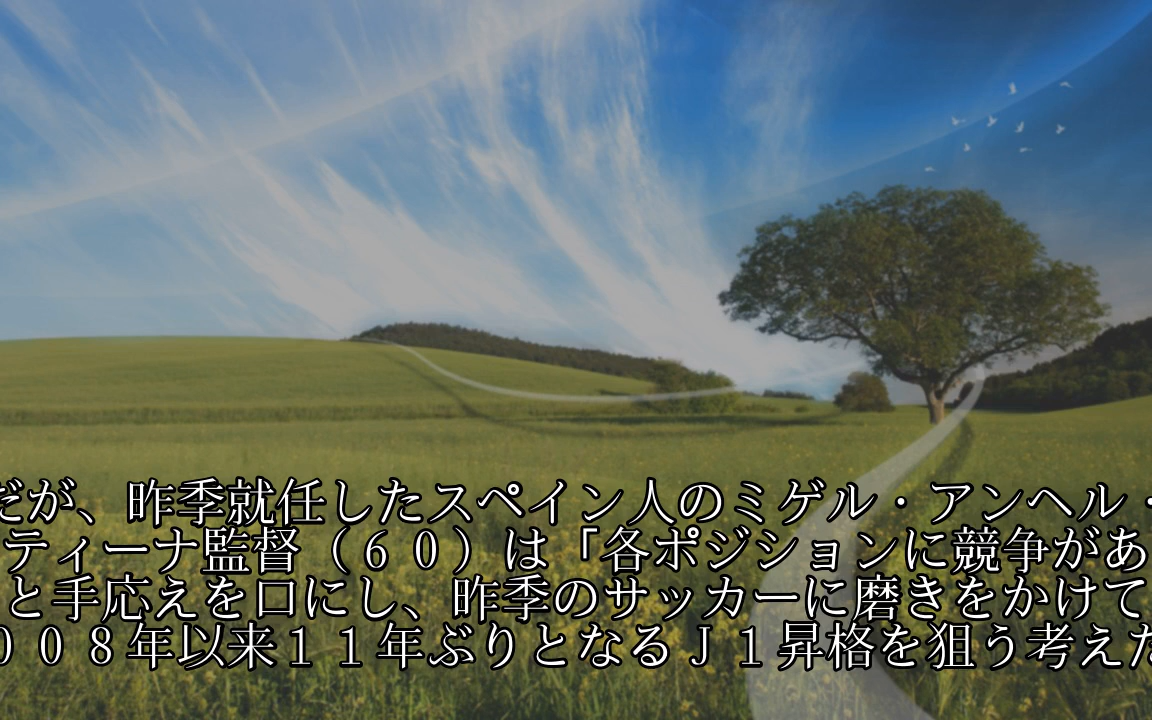 だが、昨季就任したスペイン人のミゲル・アンヘル・
ティーナ監督（６０）は「各ポジションに競争があ
と手応えを口にし、昨季のサッカーに磨きをかけて
００８年以来１１年ぶりとなるＪ１昇格を狙う考えだ